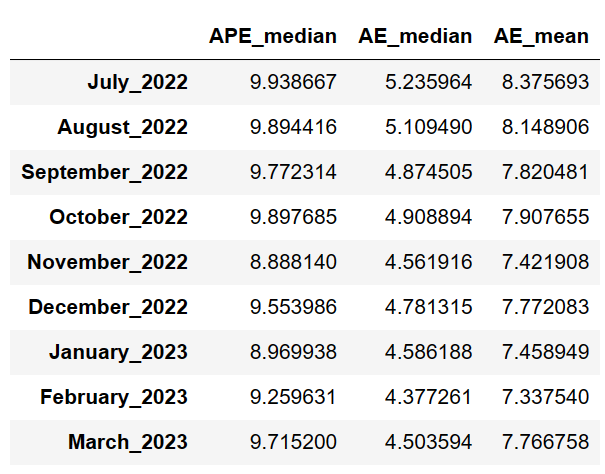 APE_median AE_median AE_mean
July_2022 9.938667 5.235964 8.375693
August_2022 9.894416 5.109490 8.148906
September_2022 9.772314 4.874505 7.820481
October_2022 9.897685 4.908894 7.907655
November_2022 8.888140 4.561916 7.421908
December_2022 9.553986 4.781315 7.772083
January_2023 8.969938 4.586188 7.458949
February_2023 9.259631 4.377261 7.337540
March_2023 9.715200 4.503594 7.766758